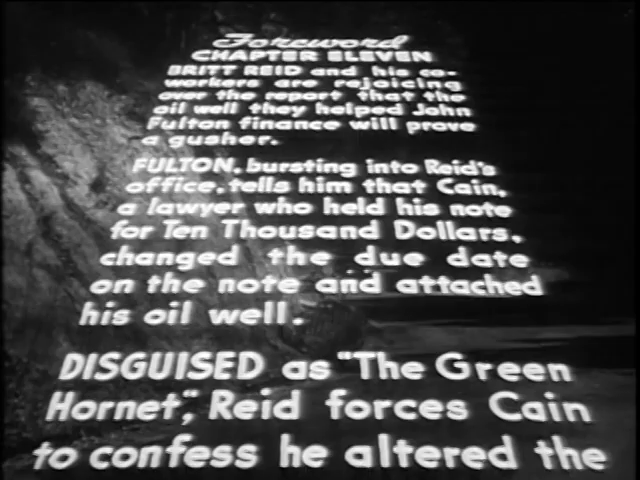 Foreword
CHAPTER ELEVEN
BRITT REID and his co-
workers are rejoicing
over the report that the
oil well they helped John
Fulton finance will prove
a gusher.
FULTON, bursting into Reid's
office, tells him that Cain,
a lawyer who held his note
for Ten Thousand Dollars,
changed the due date
on the note and attached
his oil well.
DISGUISED as "The Green
Hornet", Reid forces Cain
to confess he altered the